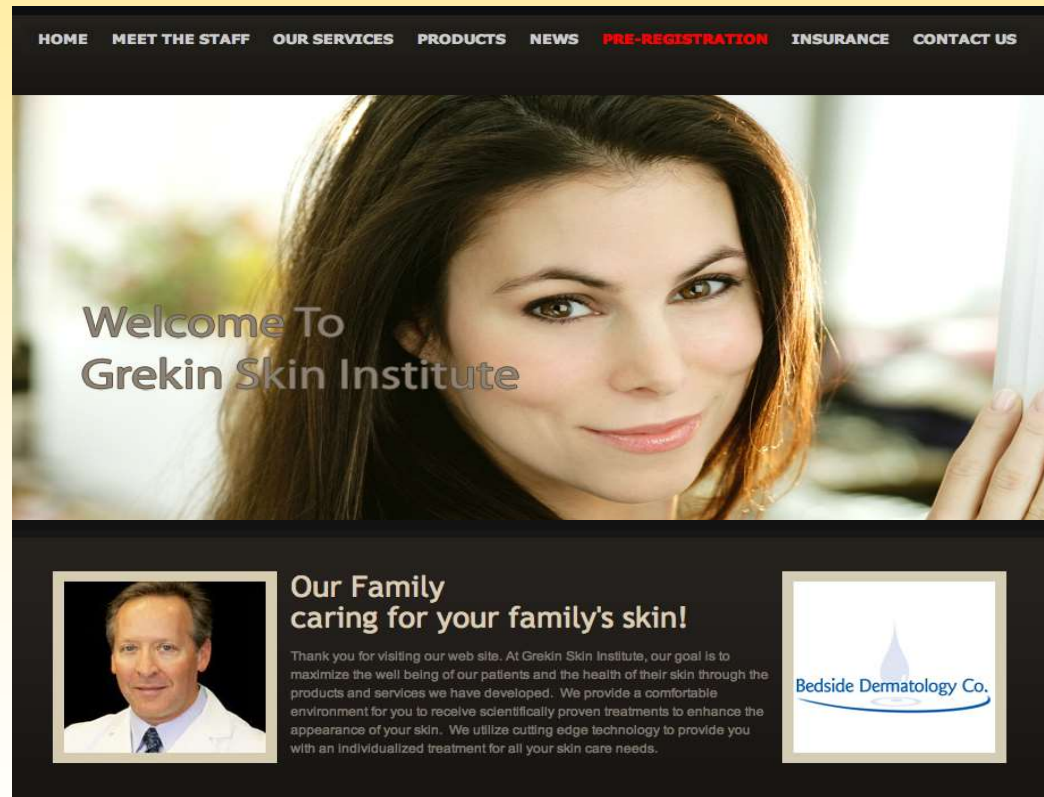 HOME MEET THE STAFF OUR SERVICES PRODUCTS NEWS PRE-REGISTRATION INSURANCE CONTACT US
Welcome To
Grekin Skin Institute
Our Family
caring for your family's skin!
Thank you for visiting our web site. At Grekin Skin Institute, our goal is to
maximize the well being of our patients and the health of their skin through the
products and services we have developed. We provide a comfortable
environment for you to receive scientifically proven treatments to enhance the
appearance of your skin. We utilize cutting edge technology to provide you
with an individualized treatment for all your skin care needs.
Bedside Dermatology Co.